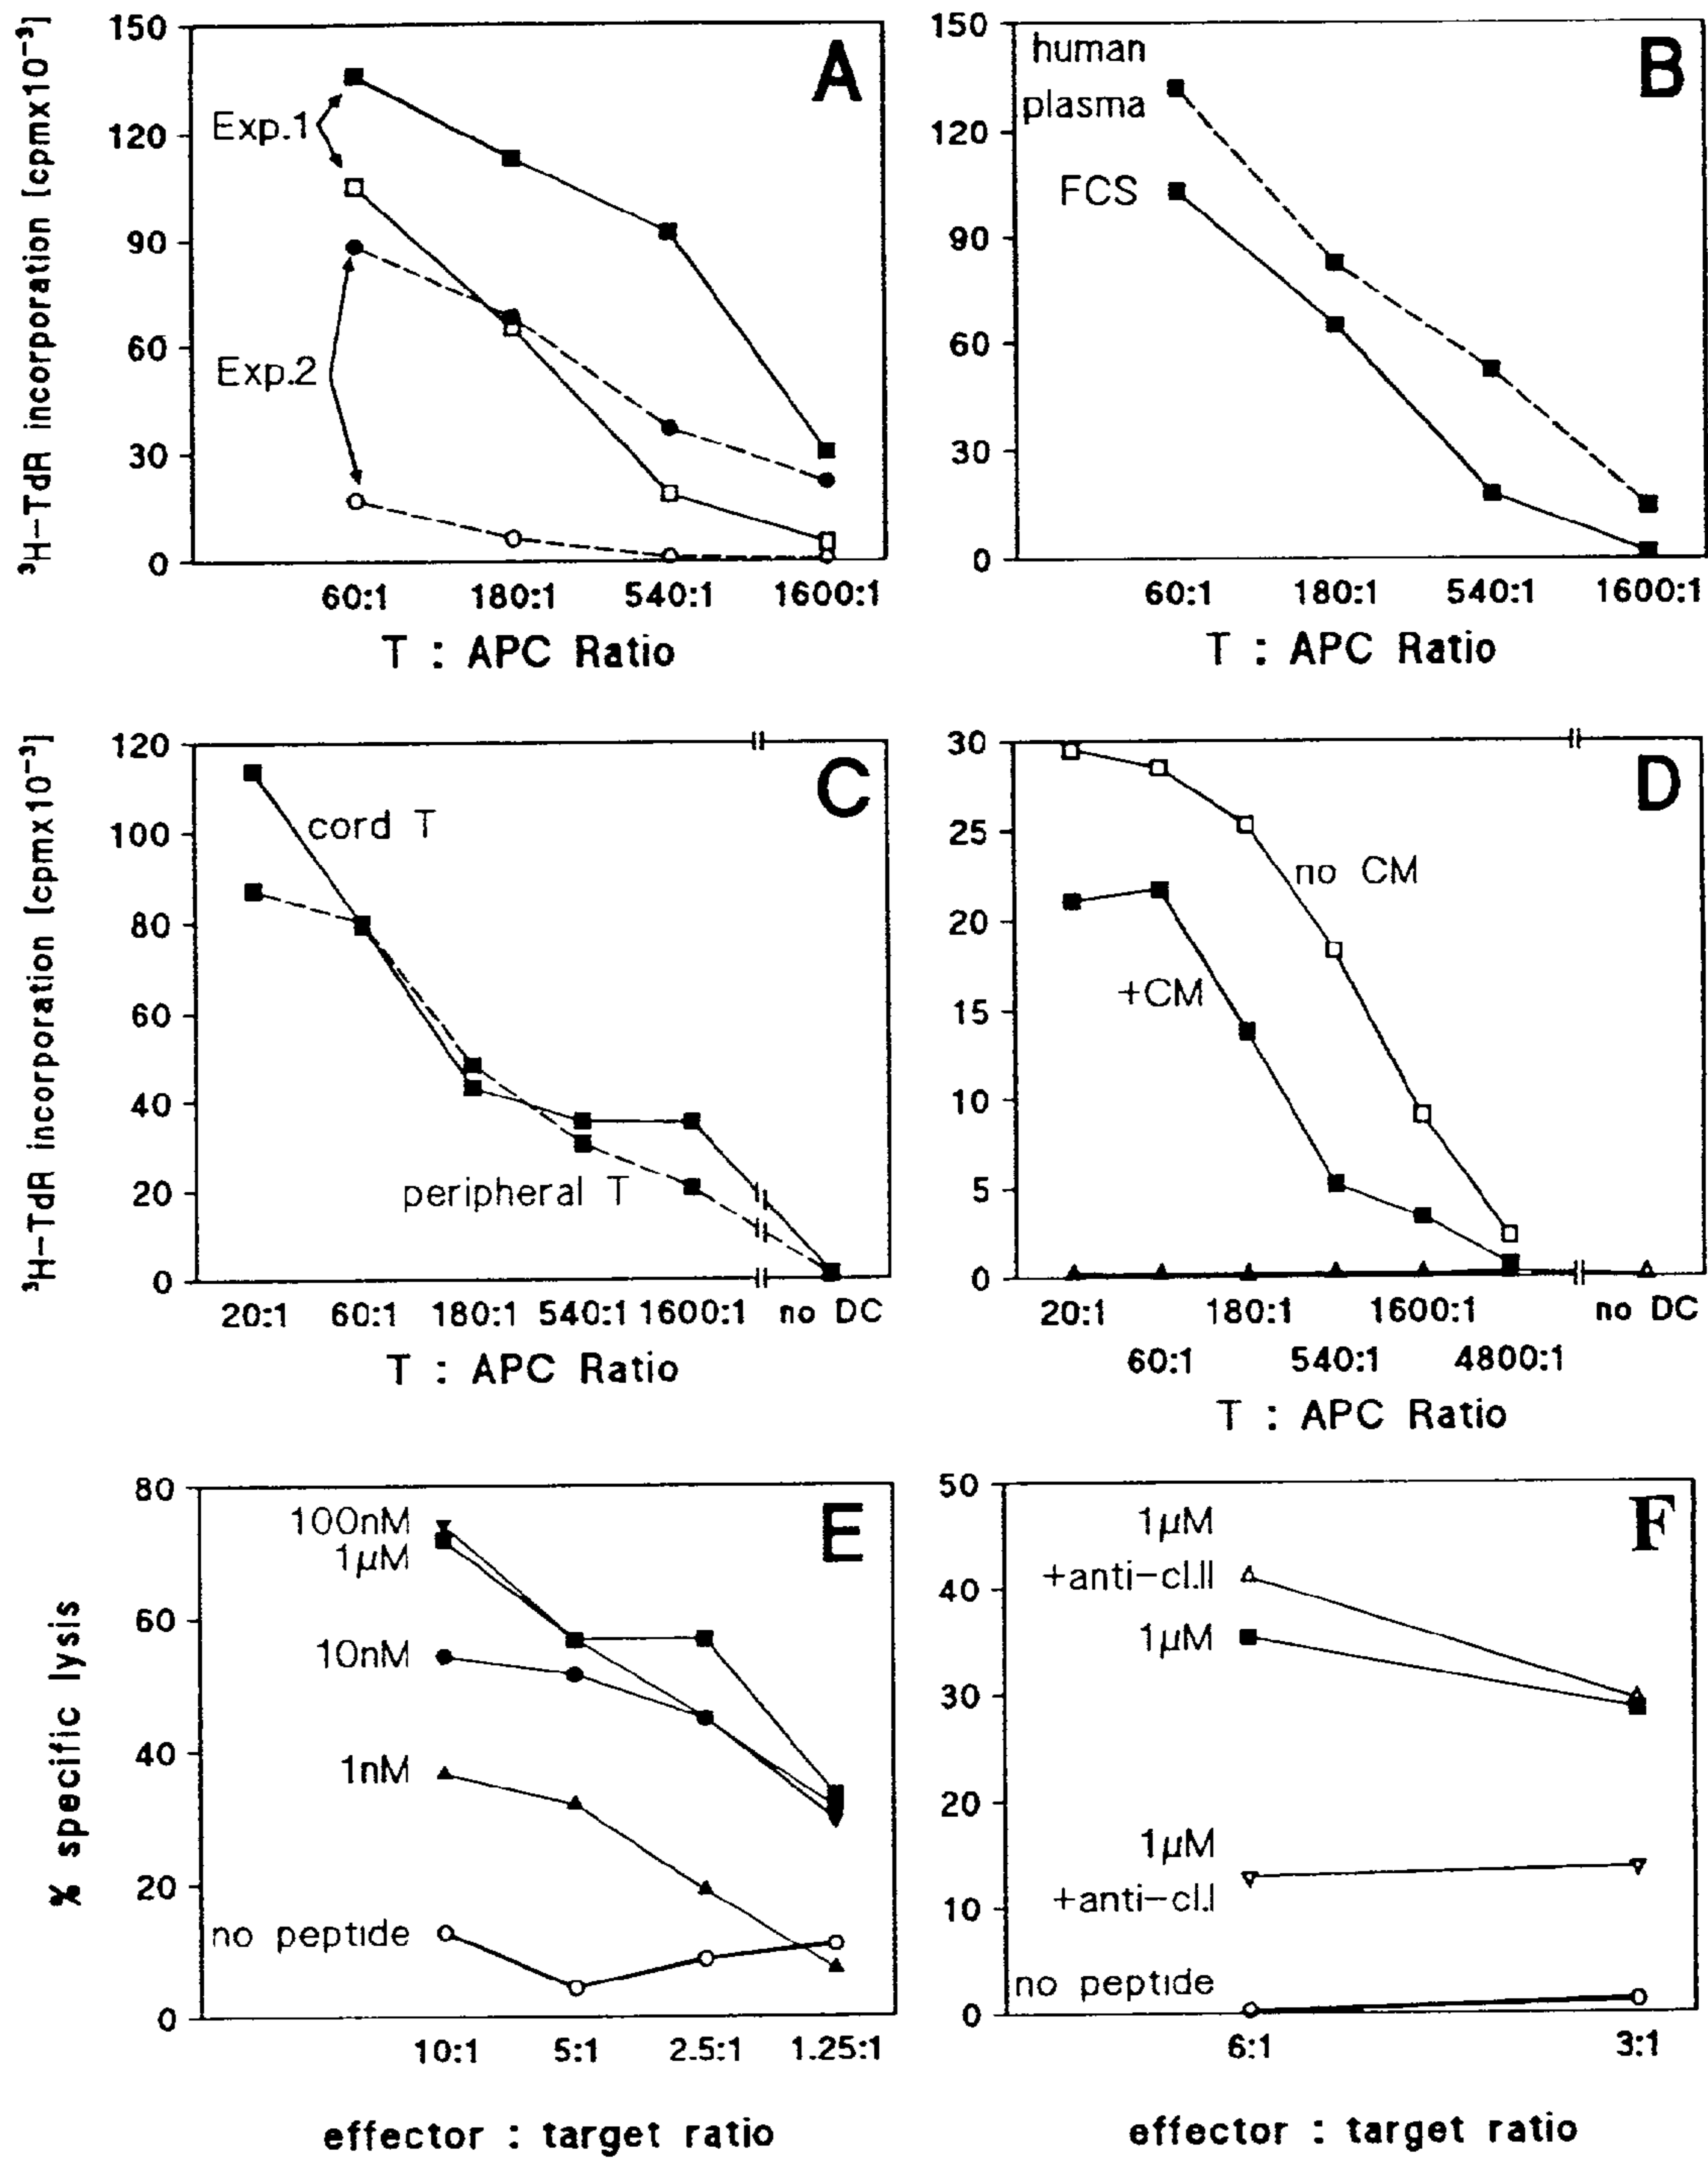 ³H-TdR incorporation [cpmx10⁻³]
150
120
90
60
30
0
A
Exp.1
Exp.2
60:1 180:1 540:1 1600:1
T : APC Ratio
150
120
90
60
30
0
B
human
plasma
FCS
60:1 180:1 540:1 1600:1
T : APC Ratio
³H-TdR incorporation [cpmx10⁻³]
120
100
80
60
40
20
0
C
cord T
peripheral T
20:1 60:1 180:1 540:1 1600:1 no DC
T : APC Ratio
30
25
20
15
10
5
0
D
no CM
+CM
20:1 180:1 1600:1 no DC
60:1 540:1 4800:1
T : APC Ratio
% specific lysis
80
60
40
20
0
E
100nM
1µM
10nM
1nM
no peptide
10:1 5:1 2.5:1 1.25:1
effector : target ratio
50
40
30
20
10
0
F
1µM
+anti-cl.II
1µM
1µM
+anti-cl.I
no peptide
6:1 3:1
effector : target ratio